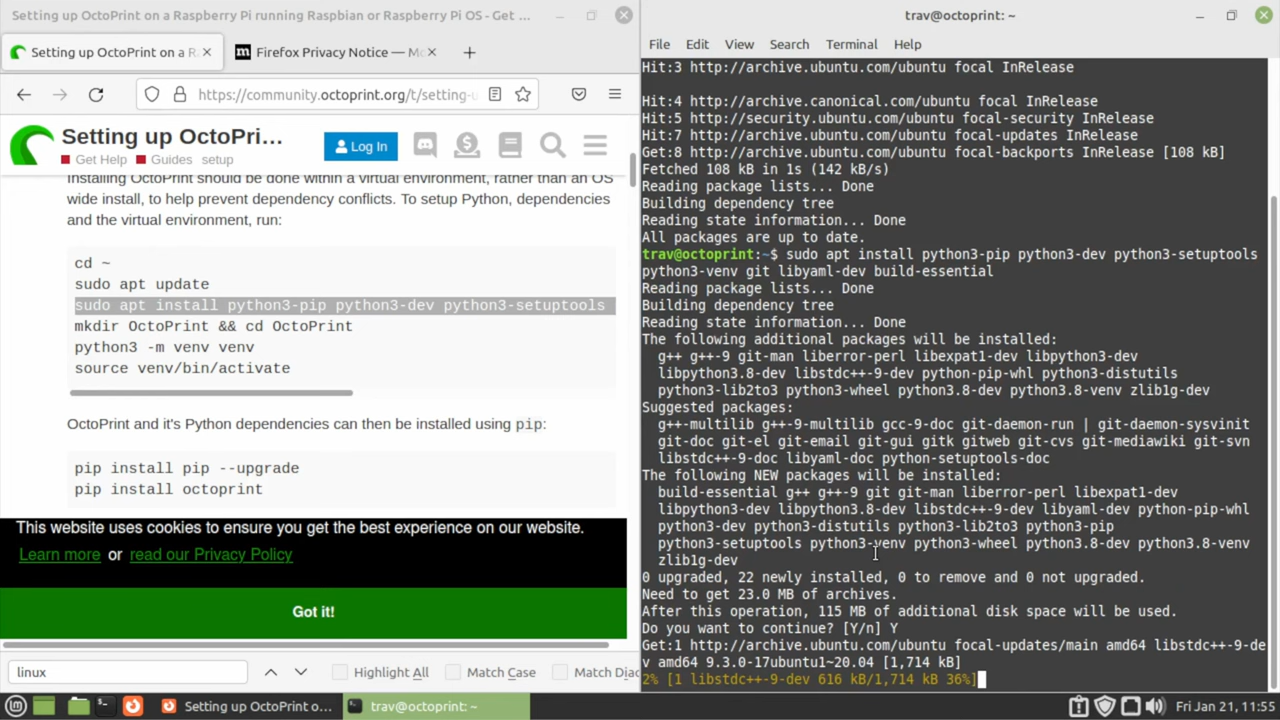 Setting up OctoPrint on a Raspberry Pi running Raspbian or Raspberry Pi OS - Get ...
Setting up OctoPrint on a Ra
Firefox Privacy Notice — Mo
https://community.octoprint.org/t/setting-u
Setting up OctoPri...
Get Help Guides setup
Log In
Installing OctoPrint should be done within a virtual environment, rather than an OS
wide install, to help prevent dependency conflicts. To setup Python, dependencies
and the virtual environment, run:
cd ~
sudo apt update
sudo apt install python3-pip python3-dev python3-setuptools
mkdir OctoPrint && cd OctoPrint
python3 -m venv venv
source venv/bin/activate
OctoPrint and it's Python dependencies can then be installed using pip:
pip install pip --upgrade
pip install octoprint
This website uses cookies to ensure you get the best experience on our website.
Learn more or read our Privacy Policy
Got it!
linux
Highlight All
Match Case
Match Diac
trav@octoprint: ~
File Edit View Search Terminal Help
Hit:3 http://archive.ubuntu.com/ubuntu focal InRelease
Hit:4 http://archive.canonical.com/ubuntu focal InRelease
Hit:5 http://security.ubuntu.com/ubuntu focal-security InRelease
Hit:7 http://archive.ubuntu.com/ubuntu focal-updates InRelease
Get:8 http://archive.ubuntu.com/ubuntu focal-backports InRelease [108 kB]
Fetched 108 kB in 1s (142 kB/s)
Reading package lists... Done
Building dependency tree
Reading state information... Done
All packages are up to date.
trav@octoprint:~$ sudo apt install python3-pip python3-dev python3-setuptools
python3-venv git libyaml-dev build-essential
Reading package lists... Done
Building dependency tree
Reading state information... Done
The following additional packages will be installed:
g++ g++-9 git-man liberror-perl libexpat1-dev libpython3-dev
libpython3.8-dev libstdc++-9-dev python-pip-whl python3-distutils
python3-lib2to3 python3-wheel python3.8-dev python3.8-venv zlib1g-dev
Suggested packages:
g++-multilib g++-9-multilib gcc-9-doc git-daemon-run | git-daemon-sysvinit
git-doc git-el git-email git-gui gitk gitweb git-cvs git-mediawiki git-svn
libstdc++-9-doc libyaml-doc python-setuptools-doc
The following NEW packages will be installed:
build-essential g++ g++-9 git git-man liberror-perl libexpat1-dev
libpython3-dev libpython3.8-dev libstdc++-9-dev libyaml-dev python-pip-whl
python3-dev python3-distutils python3-lib2to3 python3-pip
python3-setuptools python3-venv python3-wheel python3.8-dev python3.8-venv
zlib1g-dev
0 upgraded, 22 newly installed, 0 to remove and 0 not upgraded.
Need to get 23.0 MB of archives.
After this operation, 115 MB of additional disk space will be used.
Do you want to continue? [Y/n] Y
Get:1 http://archive.ubuntu.com/ubuntu focal-updates/main amd64 libstdc++-9-de
v amd64 9.3.0-17ubuntu1~20.04 [1,714 kB]
2% [1 libstdc++-9-dev 616 kB/1,714 kB 36%]
Setting up OctoPrint o...
trav@octoprint: ~
Fri Jan 21, 11:55